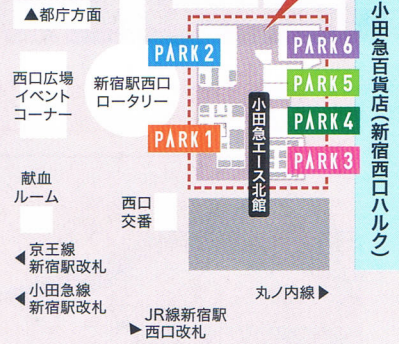 ▲都庁方面
小田急百貨店(新宿西口ハルク)
PARK 2
PARK 6
西口広場
イベント
コーナー
新宿駅西口
ロータリー
PARK 5
小田急エース北館
PARK 4
PARK 1
PARK 3
献血
ルーム
西口
交番
◀京王線
新宿駅改札
◀小田急線
新宿駅改札
丸ノ内線▶
▶JR線新宿駅
西口改札